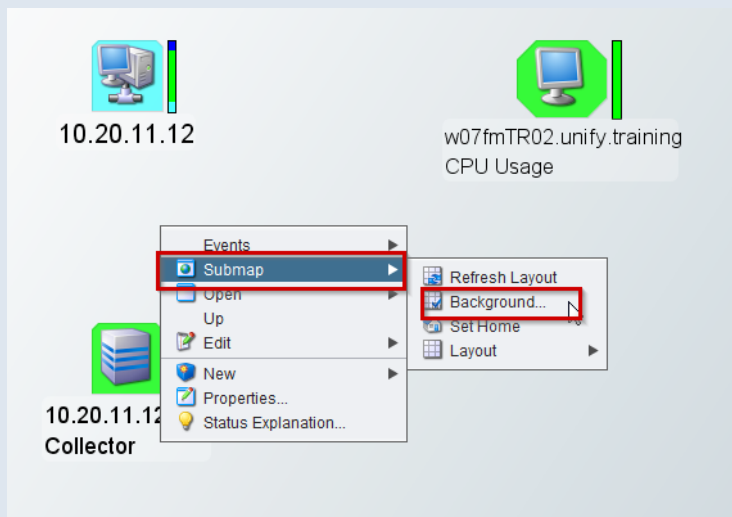 10.20.11.12
w07fmTR02.unify.training
CPU Usage
Events
Submap
Open
Up
Edit
New
Properties...
Status Explanation...
Refresh Layout
Background...
Set Home
Layout
10.20.11.12
Collector